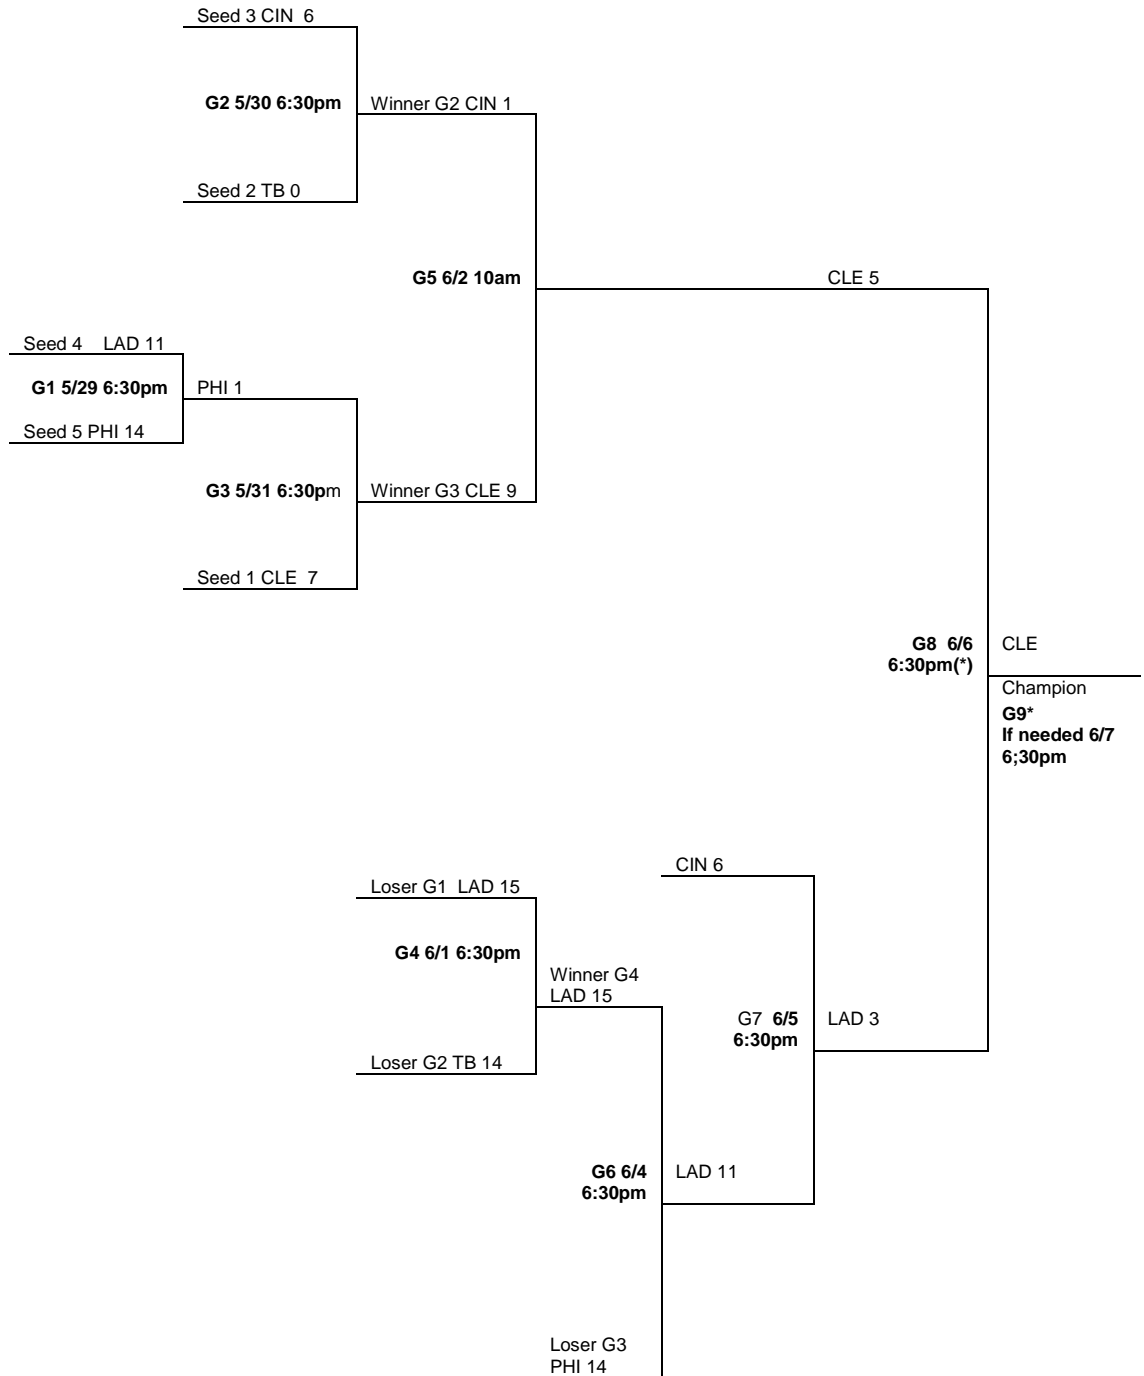 Seed 3 CIN  6
G2 5/30 6:30pm
Winner G2 CIN 1
Seed 2 TB 0
G5 6/2 10am
CLE 5
Seed 4    LAD 11
G1 5/29 6:30pm
PHI 1
Seed 5 PHI 14
G3 5/31 6:30pm
Winner G3 CLE 9
Seed 1 CLE  7
G8  6/6
6:30pm(*)
CLE
Champion
G9*
If needed 6/7
6;30pm
CIN 6
Loser G1  LAD 15
G4 6/1 6:30pm
Winner G4
LAD 15
G7  6/5
6:30pm
LAD 3
Loser G2 TB 14
G6 6/4
6:30pm
LAD 11
Loser G3
PHI 14